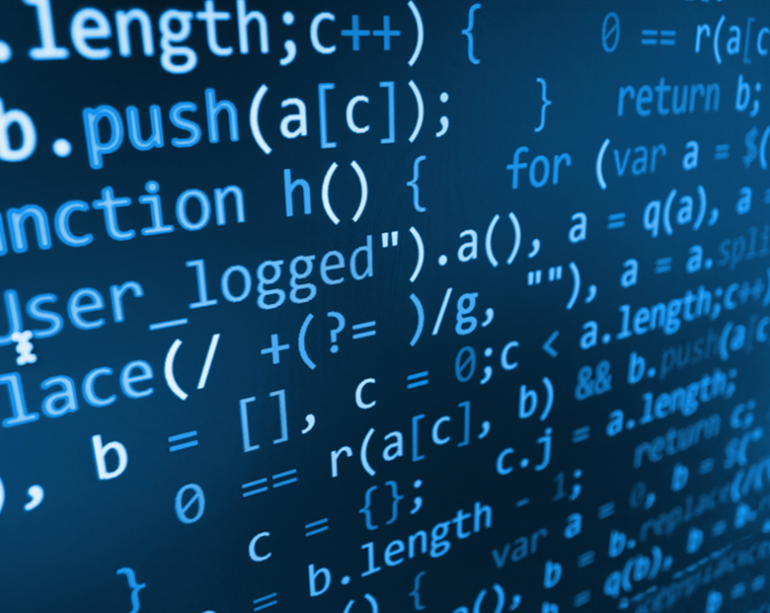 .length;c++) {    0 == r(a[c
b.push(a[c]);    }    return b;
unction h() {    for (var a = $(
User_logged").a(), a = q(a), a =
lace(/ +(?= )/g, ""), a = a.spli
), b = [], c = 0;c < a.length;c++)
0 == r(a[c], b) && b.push(a[c
c = {};    c.j = a.length;
}    = b.length - 1;    return c;
{    var a = 0, b = $("
(), b = b.replace(/(
= q(b), b = b.